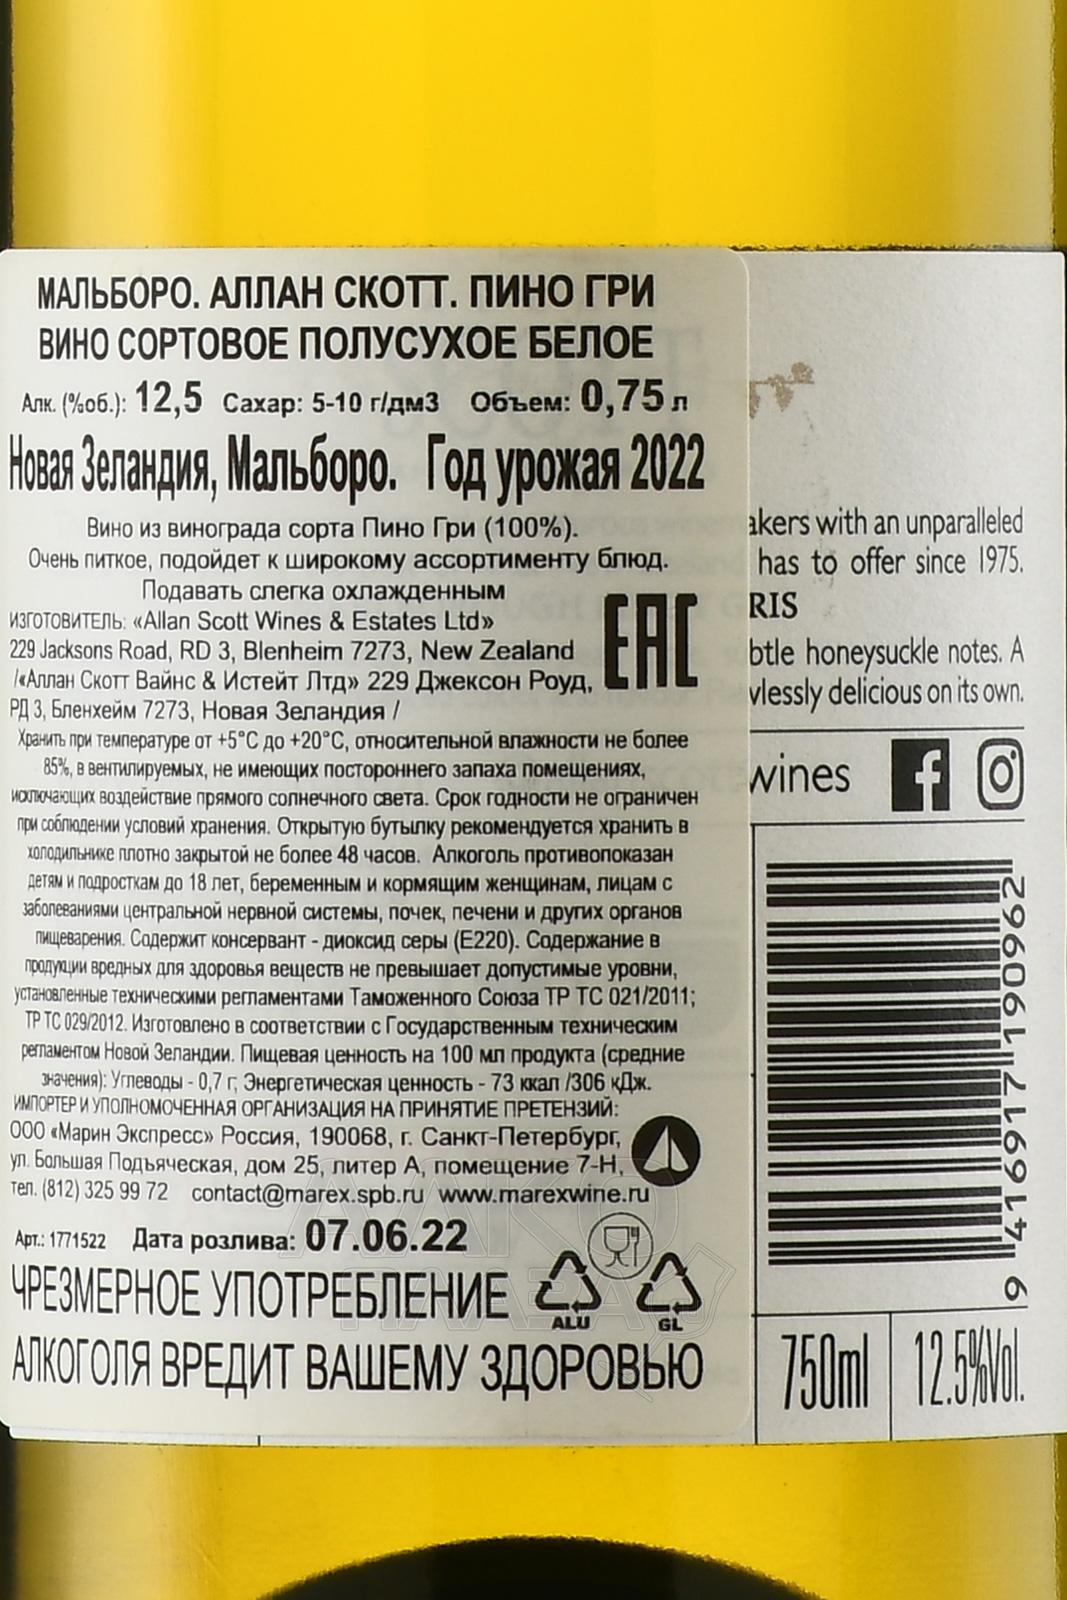 МАЛЬБОРО. АЛЛАН СКОТТ. ПИНО ГРИ
ВИНО СОРТОВОЕ ПОЛУСУХОЕ БЕЛОЕ
Алк. (%об.): 12,5 Сахар: 5-10 г/дм3 Объем: 0,75 л
Новая Зеландия, Мальборо. Год урожая 2022
Вино из винограда сорта Пино Гри (100%).
Очень питкое, подойдет к широкому ассортименту блюд.
Подавать слегка охлажденным
ИЗГОТОВИТЕЛЬ: «Allan Scott Wines & Estates Ltd»
229 Jacksons Road, RD 3, Blenheim 7273, New Zealand
/«Аллан Скотт Вайнс & Истейт Лтд» 229 Джексон Роуд,
РД 3, Бленхейм 7273, Новая Зеландия /
EAC
Хранить при температуре от +5°С до +20°С, относительной влажности не более
85%, в вентилируемых, не имеющих постороннего запаха помещениях,
исключающих воздействие прямого солнечного света. Срок годности не ограничен
при соблюдении условий хранения. Открытую бутылку рекомендуется хранить в
холодильнике плотно закрытой не более 48 часов. Алкоголь противопоказан
детям и подросткам до 18 лет, беременным и кормящим женщинам, лицам с
заболеваниями центральной нервной системы, почек, печени и других органов
пищеварения. Содержит консервант - диоксид серы (Е220). Содержание в
продукции вредных для здоровья веществ не превышает допустимые уровни,
установленные техническими регламентами Таможенного Союза ТР ТС 021/2011;
ТР ТС 029/2012. Изготовлено в соответствии с Государственным техническим
регламентом Новой Зеландии. Пищевая ценность на 100 мл продукта (средние
значения): Углеводы - 0,7 г; Энергетическая ценность - 73 ккал /306 кДж.
ИМПОРТЕР И УПОЛНОМОЧЕННАЯ ОРГАНИЗАЦИЯ НА ПРИНЯТИЕ ПРЕТЕНЗИЙ:
ООО «Марин Экспресс» Россия, 190068, г. Санкт-Петербург,
ул. Большая Подъяческая, дом 25, литер А, помещение 7-Н,
тел. (812) 325 99 72 contact@marex.spb.ru www.marexwine.ru
Арт.: 1771522 Дата розлива: 07.06.22
ALU GL
ЧРЕЗМЕРНОЕ УПОТРЕБЛЕНИЕ
АЛКОГОЛЯ ВРЕДИТ ВАШЕМУ ЗДОРОВЬЮ
akers with an unparalleled
has to offer since 1975.
RIS
btle honeysuckle notes. A
vlessly delicious on its own.
wines
9 416917 190962
750ml 12.5%Vol.